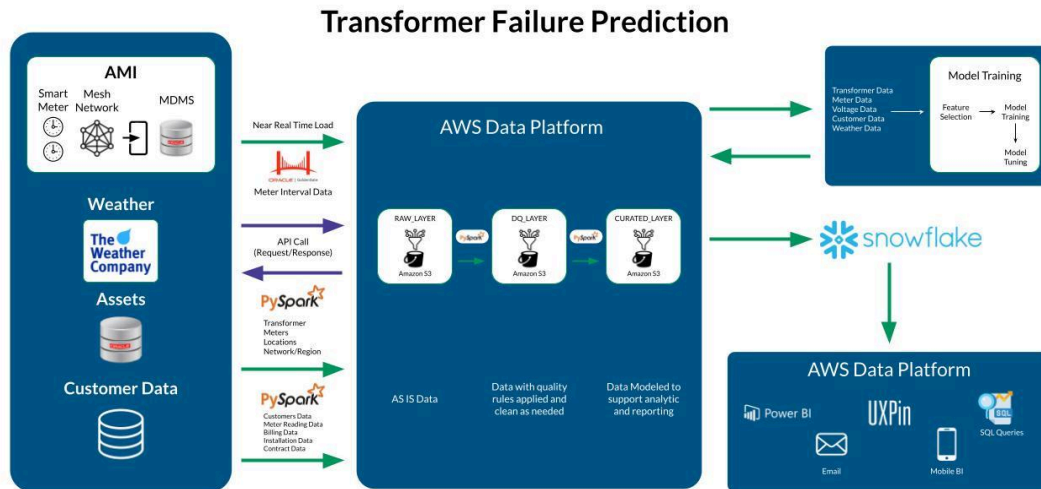 Transformer Failure Prediction
AMI
Smart
Meter
Mesh
Network
MDMS
Weather
The
Weather
Company
Assets
Customer Data
Near Real Time Load
Meter Interval Data
API Call
(Request/Response)
PySpark
Transformer
Meters
Locations
Network/Region
PySpark
Customers Data
Meter Reading Data
Billing Data
Installation Data
Contract Data
AWS Data Platform
RAW_LAYER
Amazon S3
PySpark
DQ_LAYER
Amazon S3
PySpark
CURATED_LAYER
Amazon S3
AS IS Data
Data with quality
rules applied and
clean as needed
Data Modeled to
support analytic
and reporting
Transformer Data
Meter Data
Voltage Data
Customer Data
Weather Data
Model Training
Feature
Selection
Model
Training
Model
Tuning
snowflake
AWS Data Platform
Power BI
UXPin
SQL
SQL Queries
Email
Mobile BI